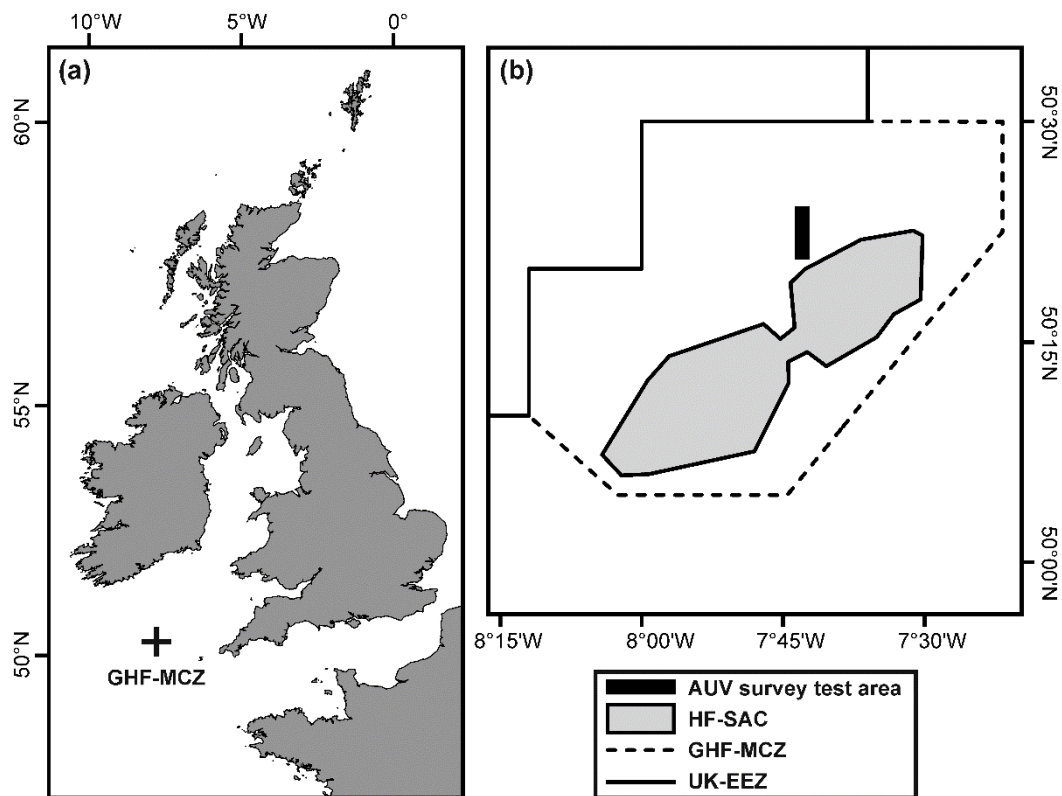 10°W 5°W 0°
(a)
60°N
55°N
50°N
GHF-MCZ
(b)
50°30'N
50°15'N
50°00'N
8°15'W 8°00'W 7°45'W 7°30'W
AUV survey test area
HF-SAC
GHF-MCZ
UK-EEZ